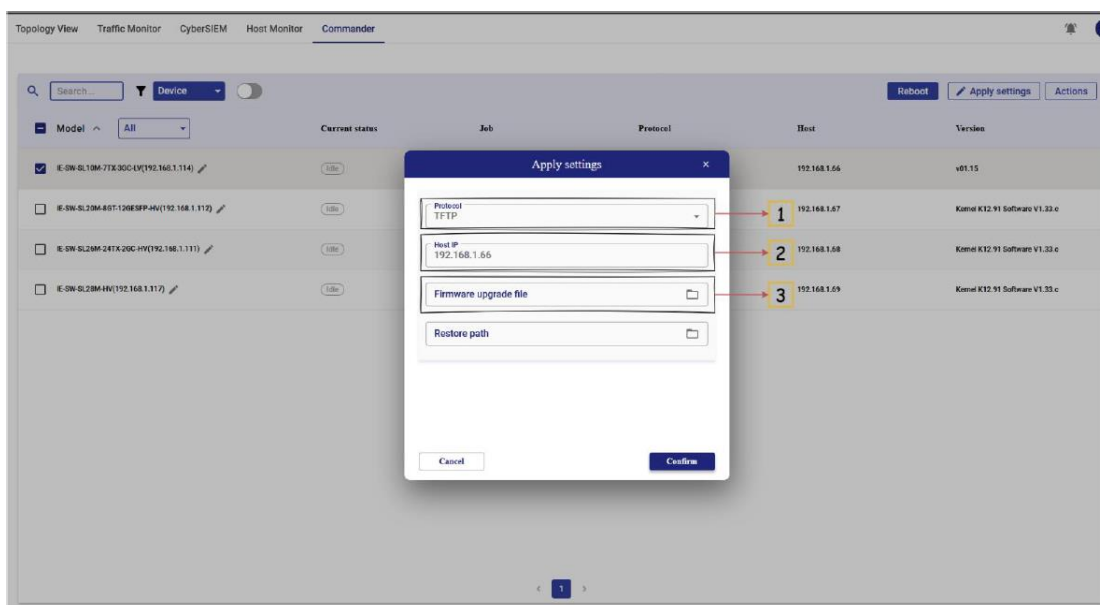 Topology View Traffic Monitor CyberSIEM Host Monitor Commander
Search... Device Reboot Apply settings Actions
Model All Current status Job Protocol Host Version
IE-SW-SL10M-7TX-3GC-LV(192.168.1.114) Idle 192.168.1.66 v01.15
IE-SW-SL20M-8GT-12GESFP-HV(192.168.1.112) Idle 192.168.1.67 Kernel K12.91 Software V1.33.c
IE-SW-SL26M-24TX-2GC-HV(192.168.1.111) Idle 192.168.1.68 Kernel K12.91 Software V1.33.c
IE-SW-SL28M-HV(192.168.1.117) Idle 192.168.1.69 Kernel K12.91 Software V1.33.c
Apply settings ×
Protocol
TFTP 1
Host IP
192.168.1.66 2
Firmware upgrade file 3
Restore path
Cancel Confirm
< 1 >